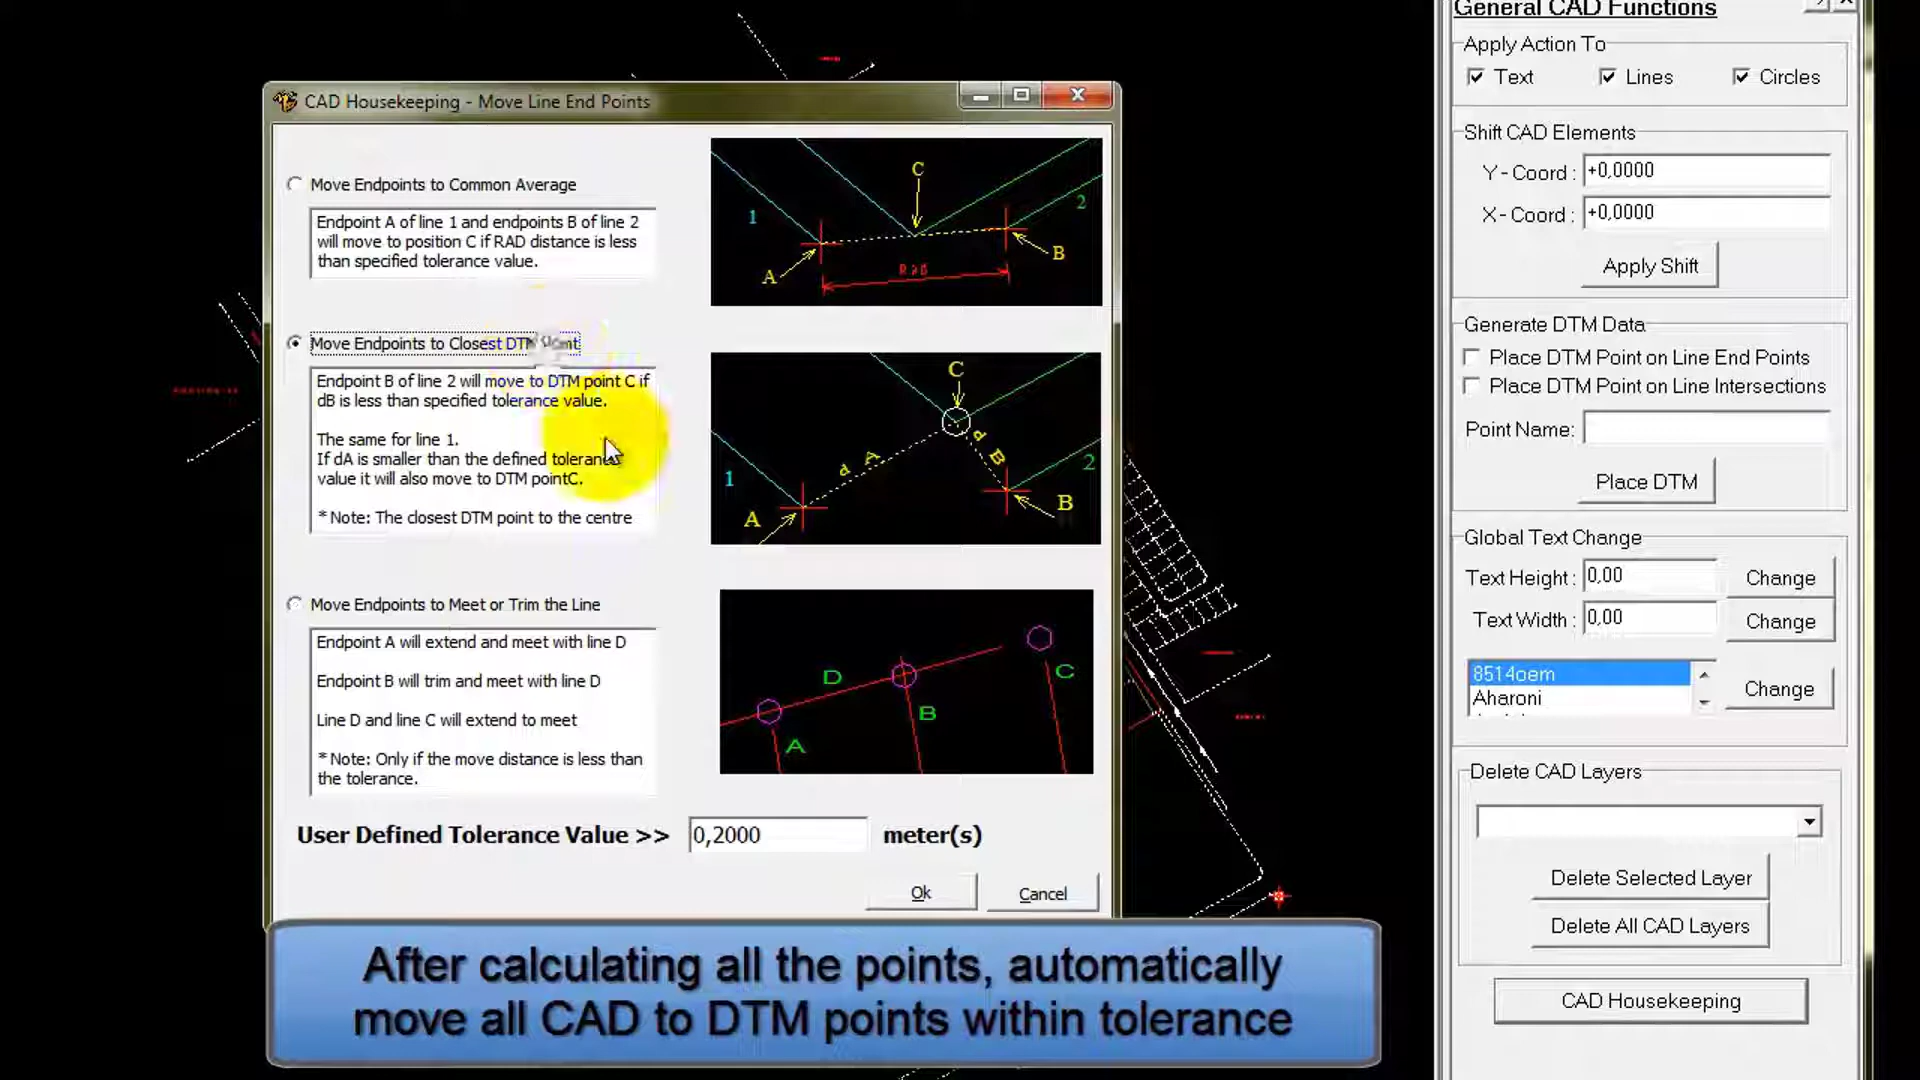 General CAD Functions
Apply Action To
Text
Lines
Circles
Shift CAD Elements
Y - Coord : +0,0000
X - Coord : +0,0000
Apply Shift
Generate DTM Data
Place DTM Point on Line End Points
Place DTM Point on Line Intersections
Point Name:
Place DTM
Global Text Change
Text Height : 0,00 Change
Text Width : 0,00 Change
8514oem
Aharoni
Change
Delete CAD Layers
Delete Selected Layer
Delete All CAD Layers
CAD Housekeeping
CAD Housekeeping - Move Line End Points
Move Endpoints to Common Average
Endpoint A of line 1 and endpoints B of line 2
will move to position C if RAD distance is less
than specified tolerance value.
C
1
2
A
B
RAD
Move Endpoints to Closest DTM Point
Endpoint B of line 2 will move to DTM point C if
dB is less than specified tolerance value.
The same for line 1.
If dA is smaller than the defined tolerance
value it will also move to DTM pointC.
* Note: The closest DTM point to the centre
C
d A
d B
1
2
A
B
Move Endpoints to Meet or Trim the Line
Endpoint A will extend and meet with line D
Endpoint B will trim and meet with line D
Line D and line C will extend to meet
* Note: Only if the move distance is less than
the tolerance.
D
C
B
A
User Defined Tolerance Value >> 0,2000 meter(s)
Ok
Cancel
After calculating all the points, automatically
move all CAD to DTM points within tolerance